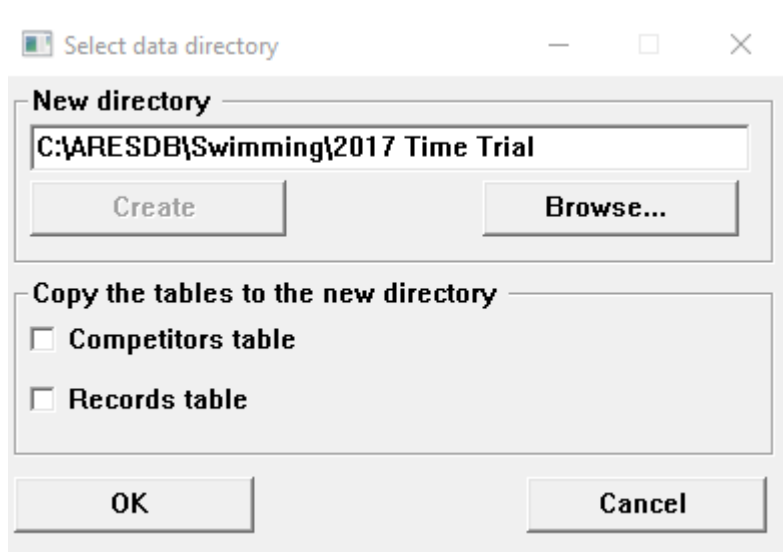 Select data directory
New directory
C:\ARESDB\Swimming\2017 Time Trial
Create
Browse...
Copy the tables to the new directory
Competitors table
Records table
OK
Cancel